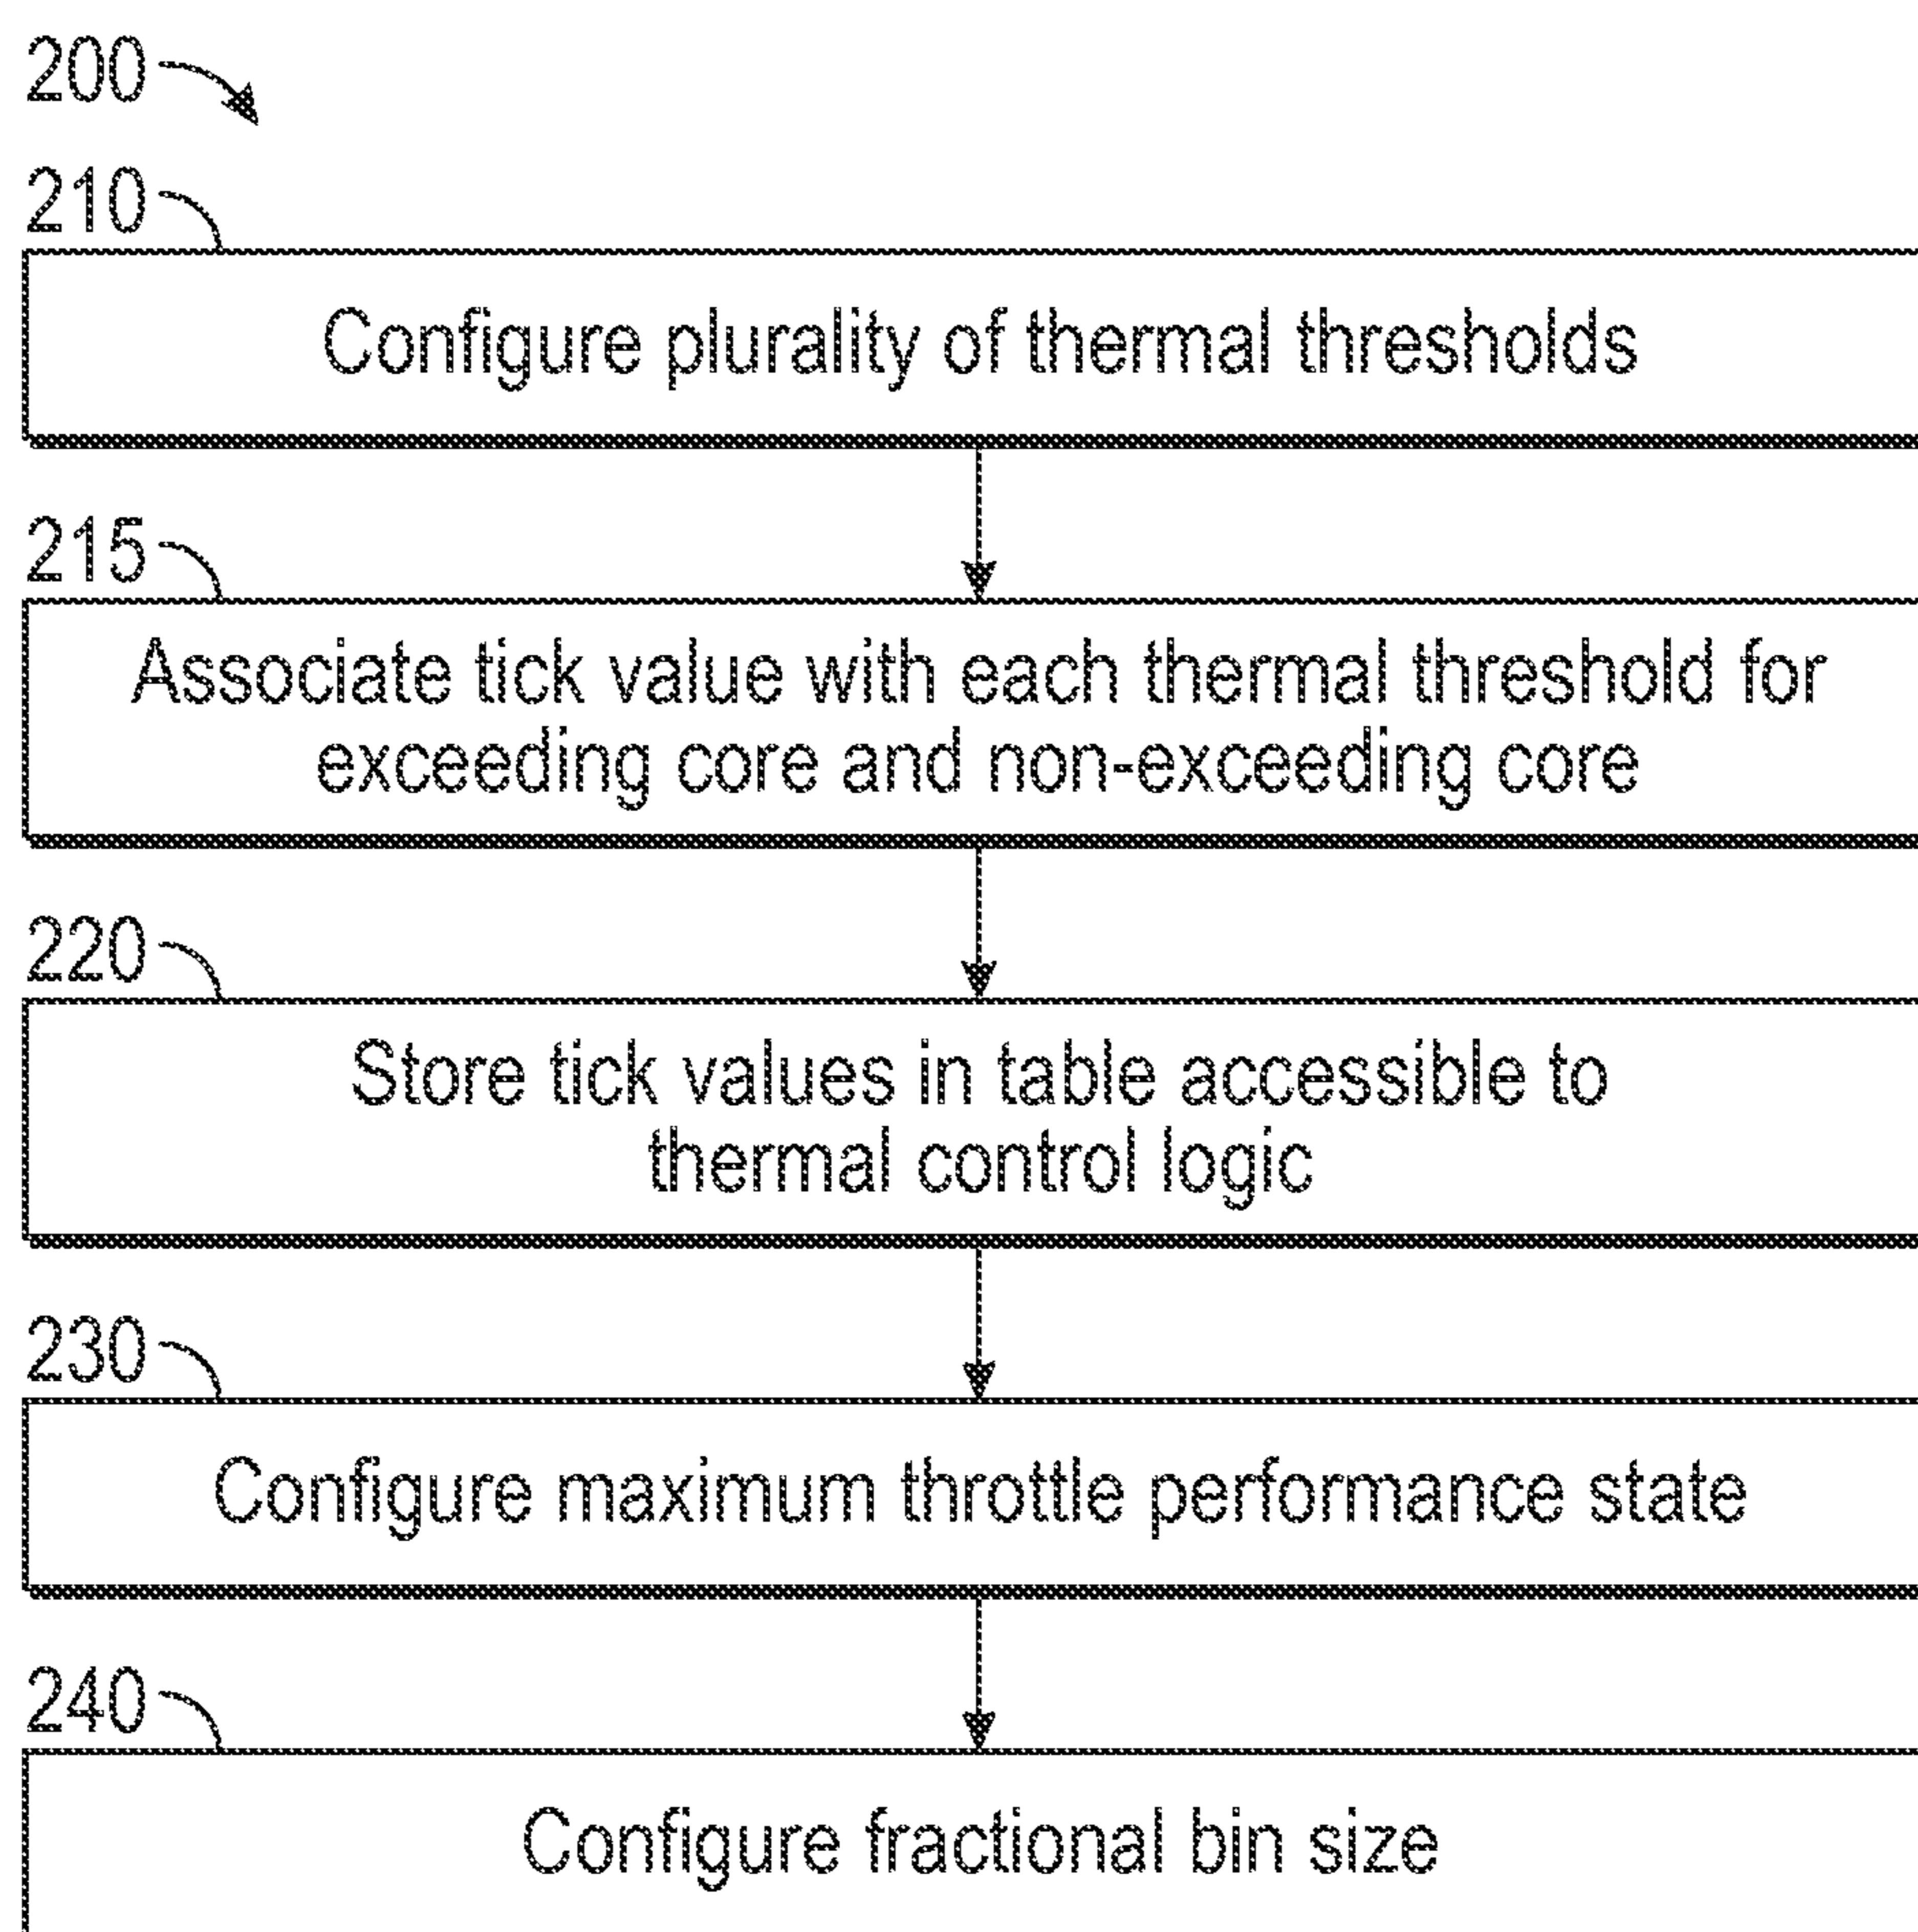 200
210
Configure plurality of thermal thresholds
215
Associate tick value with each thermal threshold for
exceeding core and non-exceeding core
220
Store tick values in table accessible to
thermal control logic
230
Configure maximum throttle performance state
240
Configure fractional bin size